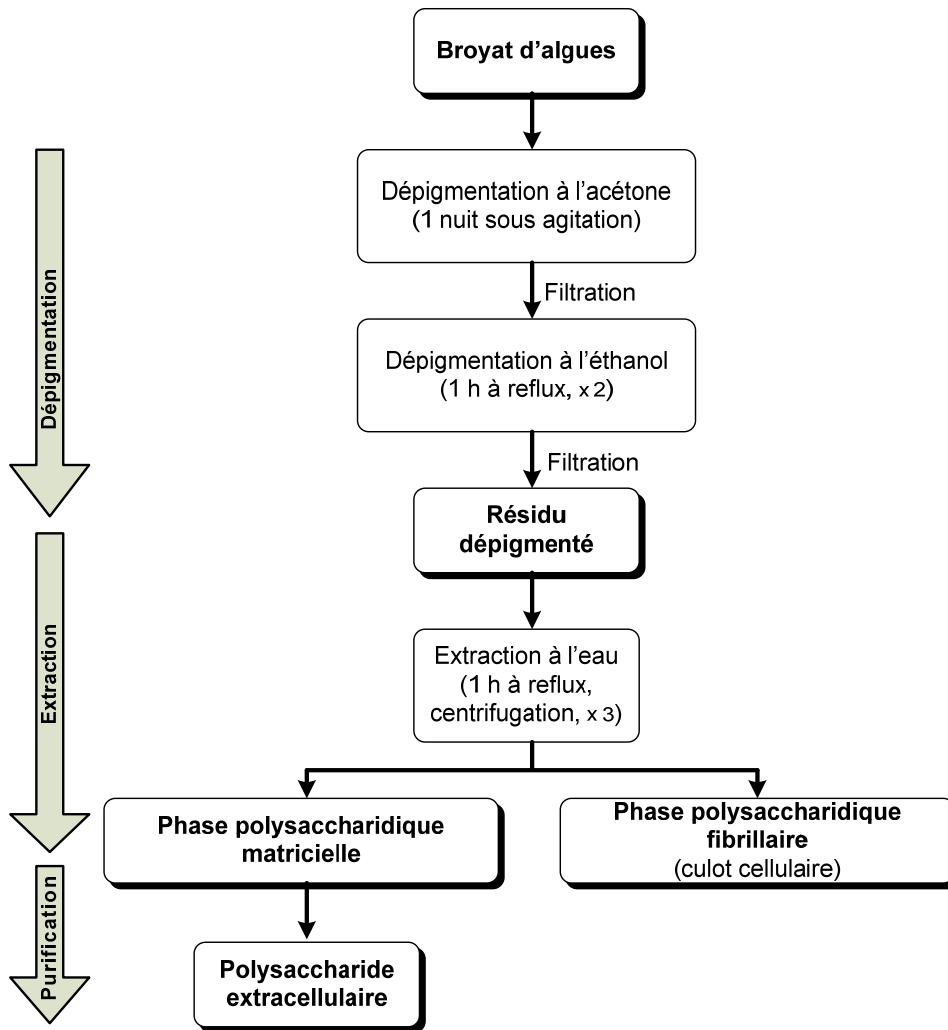 Broyat d'algues
Dépigmentation à l'acétone
(1 nuit sous agitation)
Filtration
Dépigmentation
Dépigmentation à l'éthanol
(1 h à reflux, x 2)
Filtration
Résidu
dépigmenté
Extraction
Extraction à l'eau
(1 h à reflux,
centrifugation, x 3)
Phase polysaccharidique
matricielle
Phase polysaccharidique
fibrillaire
(culot cellulaire)
Purification
Polysaccharide
extracellulaire